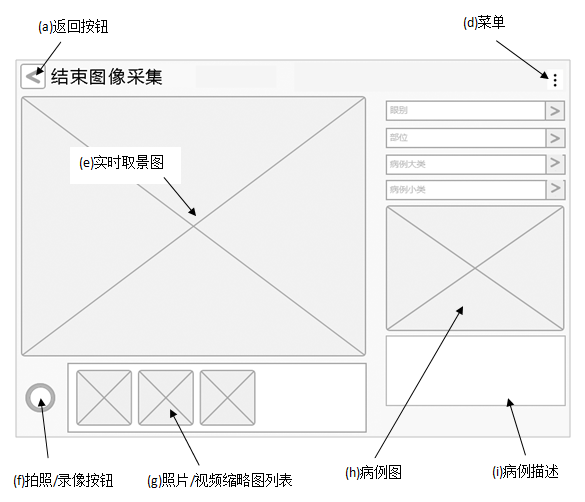 (a)返回按钮
(d)菜单
结束图像采集
眼别
(e)实时取景图
部位
病例大类
病例小类
(f)拍照/录像按钮
(g)照片/视频缩略图列表
(h)病例图
(i)病例描述